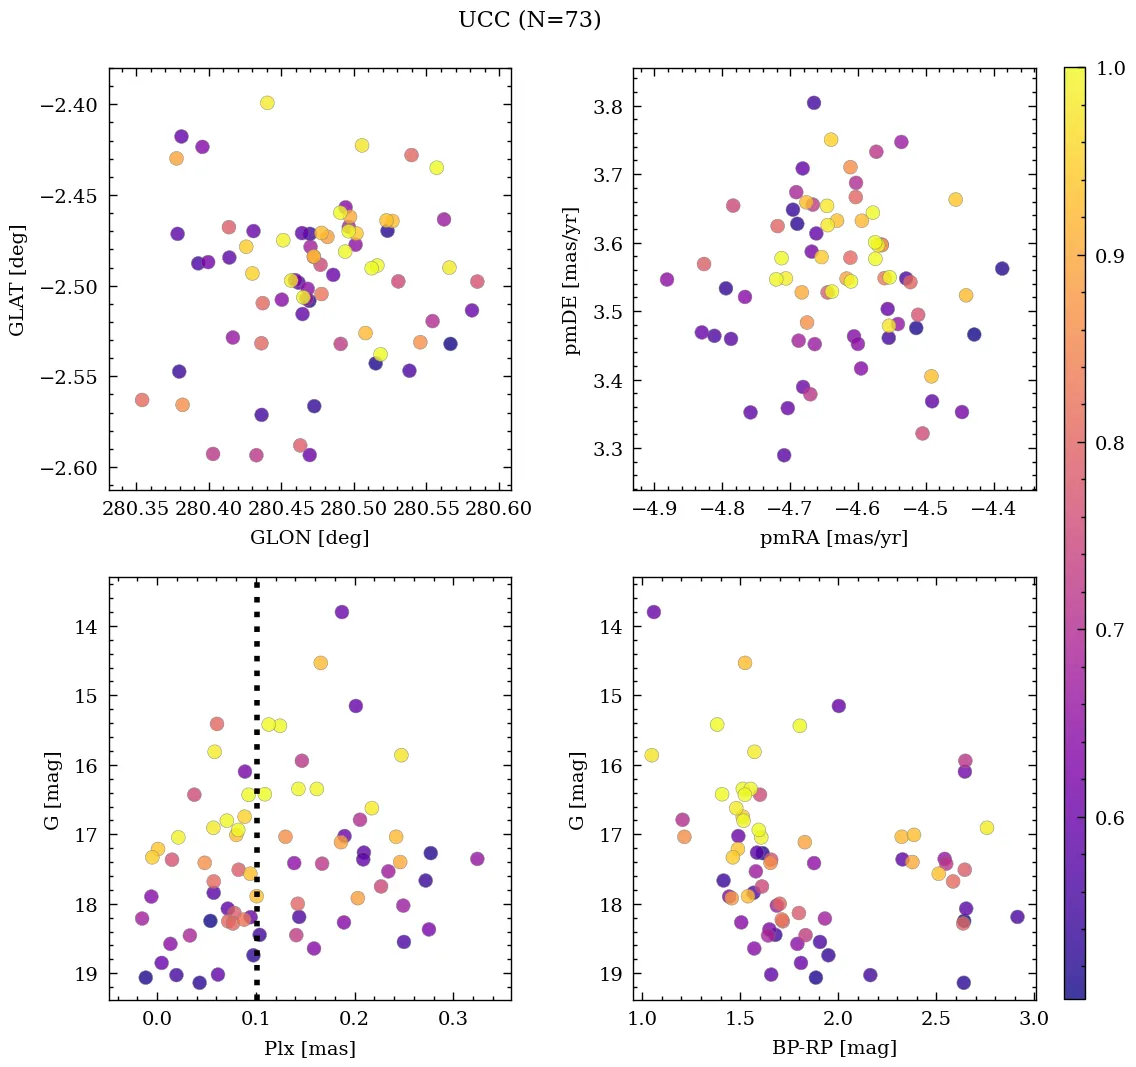 UCC (N=73)
−2.40
−2.45
−2.50
−2.55
−2.60
GLAT [deg]
280.35 280.40 280.45 280.50 280.55 280.60
GLON [deg]
3.8
3.7
3.6
3.5
3.4
3.3
pmDE [mas/yr]
−4.9 −4.8 −4.7 −4.6 −4.5 −4.4
pmRA [mas/yr]
1.0
0.9
0.8
0.7
0.6
14
15
16
17
18
19
G [mag]
0.0 0.1 0.2 0.3
Plx [mas]
14
15
16
17
18
19
G [mag]
1.0 1.5 2.0 2.5 3.0
BP-RP [mag]